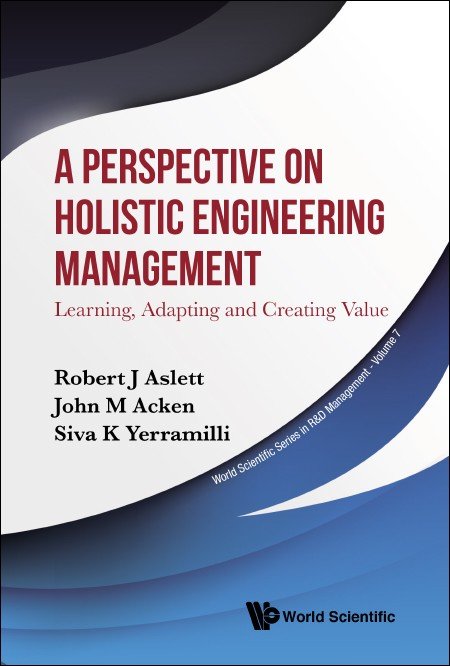 A PERSPECTIVE ON
HOLISTIC ENGINEERING
MANAGEMENT
Learning, Adapting and Creating Value
Robert J Aslett
John M Acken
Siva K Yerramilli
World Scientific Series in R&D Management - Volume 7
World Scientific